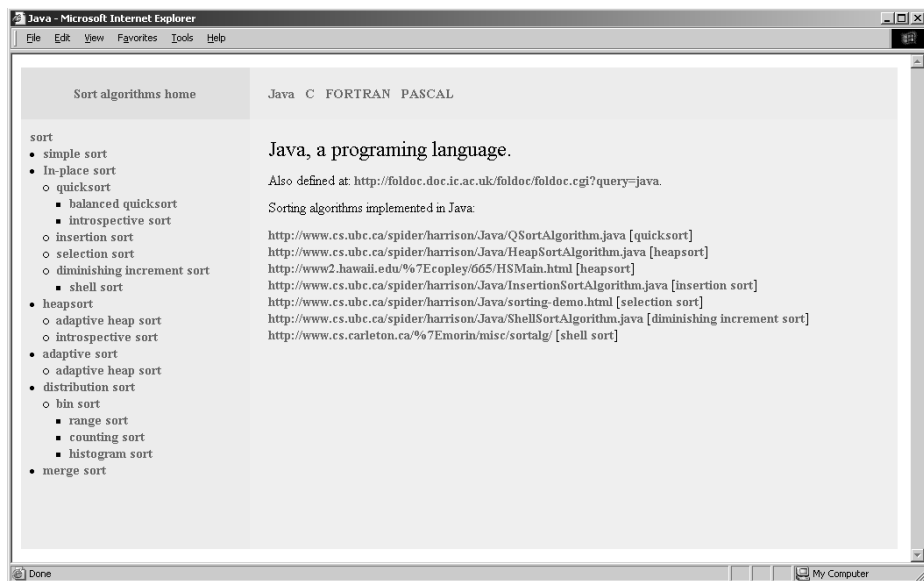 Java - Microsoft Internet Explorer
File Edit View Favorites Tools Help
Sort algorithms home
Java C FORTRAN PASCAL
sort
simple sort
In-place sort
quicksort
balanced quicksort
introspective sort
insertion sort
selection sort
diminishing increment sort
shell sort
heapsort
adaptive heap sort
introspective sort
adaptive sort
adaptive heap sort
distribution sort
bin sort
range sort
counting sort
histogram sort
merge sort
Java, a programing language.
Also defined at: http://foldoc.doc.ic.ac.uk/foldoc/foldoc.cgi?query=java.
Sorting algorithms implemented in Java:
http://www.cs.ubc.ca/spider/harrison/Java/QSortAlgorithm.java [quicksort]
http://www.cs.ubc.ca/spider/harrison/Java/HeapSortAlgorithm.java [heapsort]
http://www2.hawaii.edu/%7Ecopley/665/HSMain.html [heapsort]
http://www.cs.ubc.ca/spider/harrison/Java/InsertionSortAlgorithm.java [insertion sort]
http://www.cs.ubc.ca/spider/harrison/Java/sorting-demo.html [selection sort]
http://www.cs.ubc.ca/spider/harrison/Java/ShellSortAlgorithm.java [diminishing increment sort]
http://www.cs.carleton.ca/%7Emorin/misc/sortalg/ [shell sort]
Done
My Computer